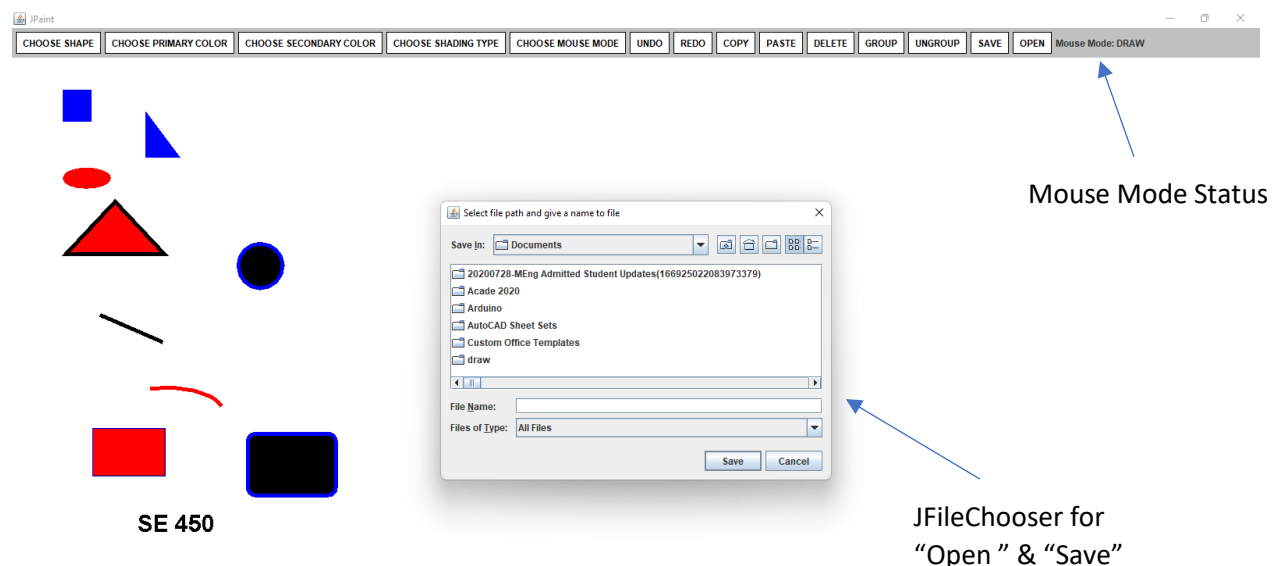 JPaint
CHOOSE SHAPE CHOOSE PRIMARY COLOR CHOOSE SECONDARY COLOR CHOOSE SHADING TYPE CHOOSE MOUSE MODE UNDO REDO COPY PASTE DELETE GROUP UNGROUP SAVE OPEN Mouse Mode: DRAW
Mouse Mode Status
Select file path and give a name to file
Save In: Documents
20200728-MEng Admitted Student Updates(166925022083973379)
Acade 2020
Arduino
AutoCAD Sheet Sets
Custom Office Templates
draw
File Name:
Files of Type: All Files
Save Cancel
SE 450
JFileChooser for
“Open ” & “Save”